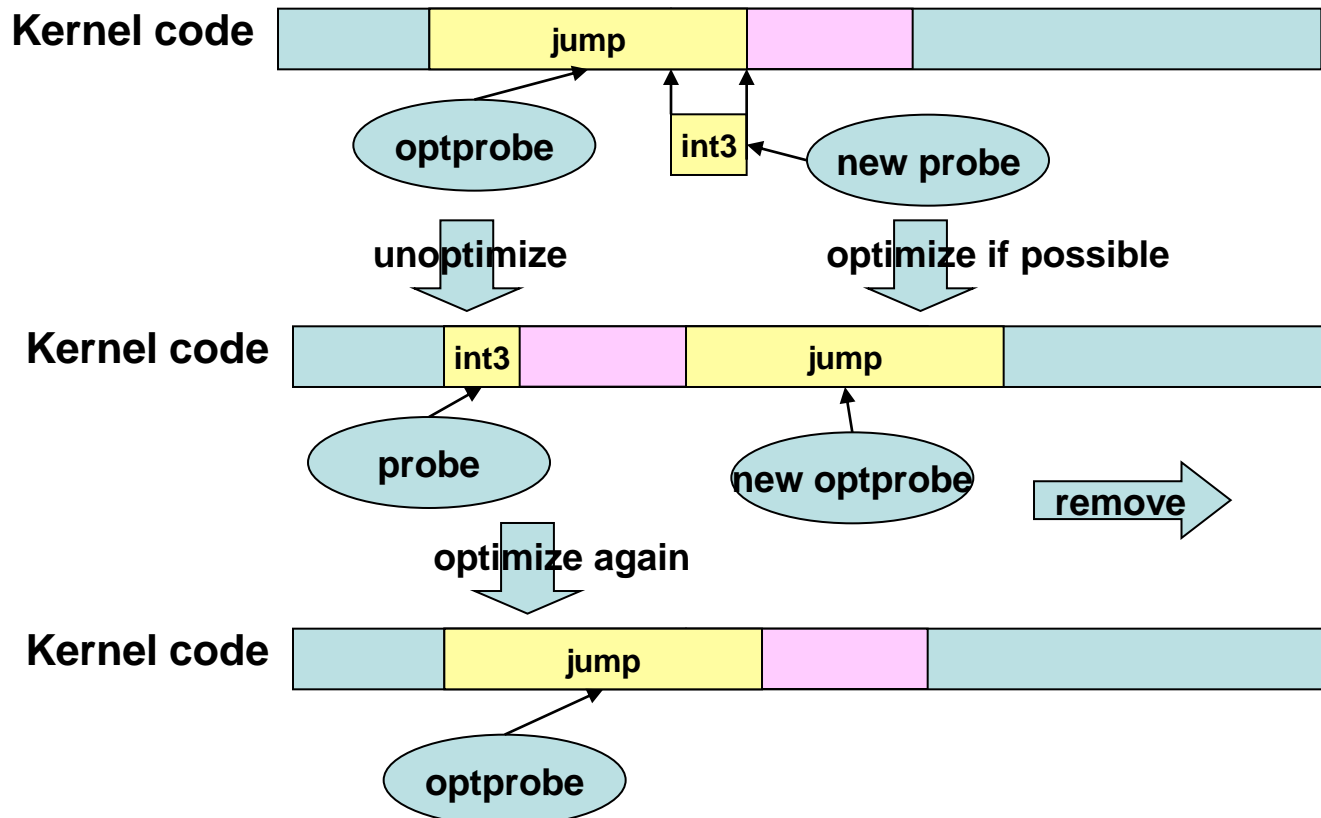 Kernel code
jump
optprobe
int3
new probe
unoptimize
optimize if possible
Kernel code
int3
jump
probe
new optprobe
remove
optimize again
Kernel code
jump
optprobe